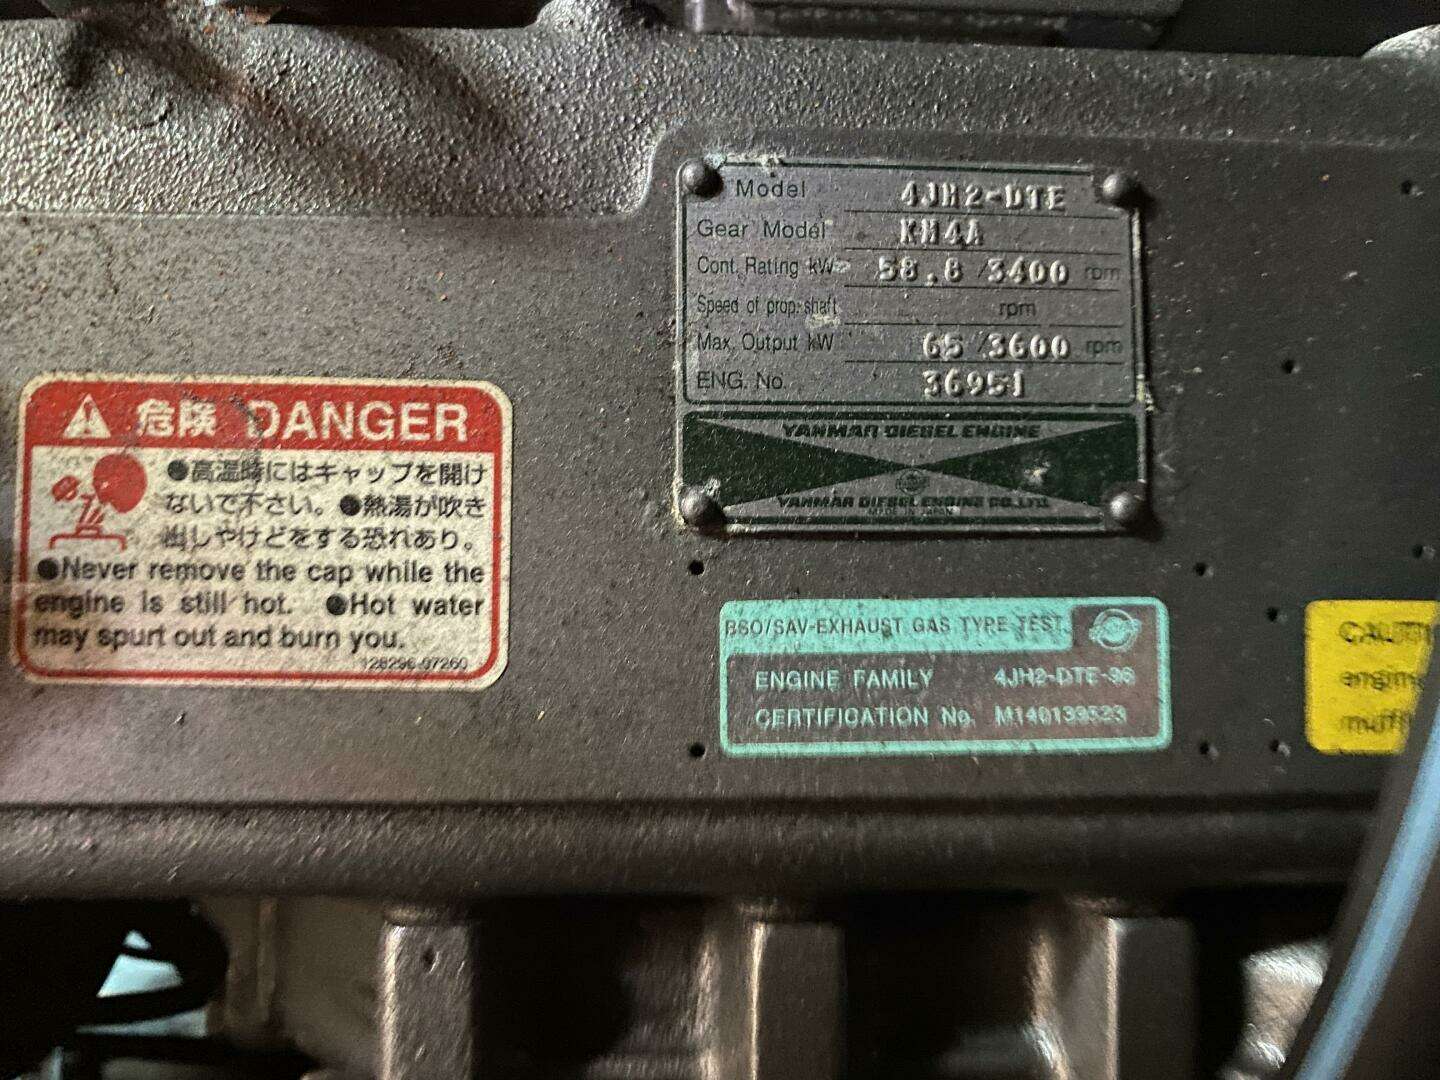 Model 4JH2-DTE
Gear Model KM4A
Cont. Rating kW 58.8 /3400 rpm
Speed of prop. shaft rpm
Max. Output kW 65 /3600 rpm
ENG. No. 36951
YANMAR DIESEL ENGINE
YANMAR DIESEL ENGINE CO.,LTD.
MADE IN JAPAN
危険 DANGER
●高温時にはキャップを開け
ないで下さい。●熱湯が吹き
出しやけどをする恐れあり。
●Never remove the cap while the
engine is still hot. ●Hot water
may spurt out and burn you.
128296-07260
BSO/SAV-EXHAUST GAS TYPE TEST
ENGINE FAMILY 4JH2-DTE-96
CERTIFICATION No. M140139523
CAUTION
engine
muffl